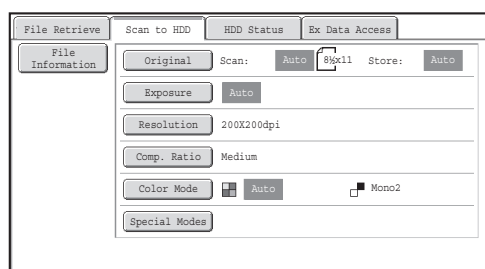 File Retrieve Scan to HDD HDD Status Ex Data Access
File
Information
Original Scan: Auto 8½x11 Store: Auto
Exposure Auto
Resolution 200X200dpi
Comp. Ratio Medium
Color Mode Auto Mono2
Special Modes